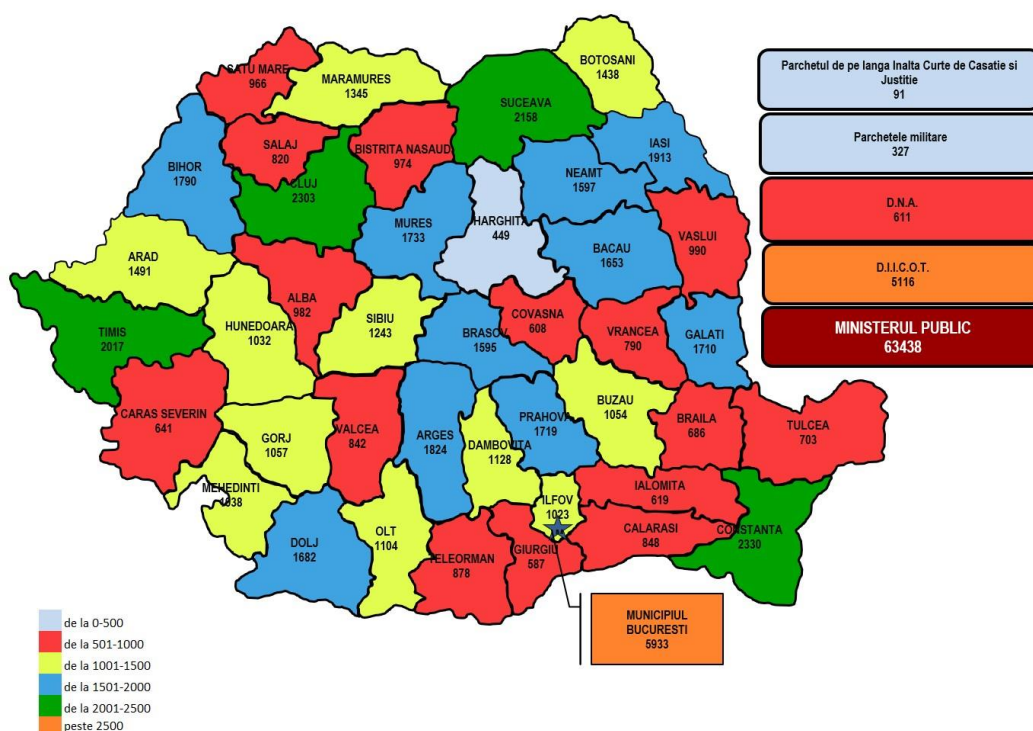 SATU MARE
966
MARAMURES
1345
BOTOSANI
1438
SUCEAVA
2158
SALAJ
820
BISTRITA NASAUD
974
IASI
1913
BIHOR
1790
CLUJ
2303
NEAMT
1597
MURES
1733
HARGHITA
449
BACAU
1653
VASLUI
990
ARAD
1491
ALBA
982
SIBIU
1243
COVASNA
608
HUNEDOARA
1032
BRASOV
1595
VRANCEA
790
GALATI
1710
TIMIS
2017
CARAS SEVERIN
641
GORJ
1057
VALCEA
842
ARGES
1824
DAMBOVITA
1128
PRAHOVA
1719
BUZAU
1054
BRAILA
686
TULCEA
703
MEHEDINTI
1038
DOLJ
1682
OLT
1104
TELEORMAN
878
GIURGIU
587
ILFOV
1023
IALOMITA
619
CALARASI
848
CONSTANTA
2330
MUNICIPIUL
BUCURESTI
5933
Parchetul de pe langa Inalta Curte de Casatie si
Justitie
91
Parchetele militare
327
D.N.A.
611
D.I.I.C.O.T.
5116
MINISTERUL PUBLIC
63438
de la 0-500
de la 501-1000
de la 1001-1500
de la 1501-2000
de la 2001-2500
peste 2500